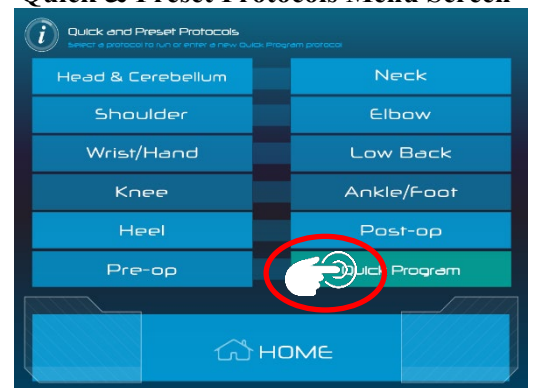 Quick & Preset Protocols Menu Screen
i
Quick and Preset Protocols
Select a protocol to run or enter a new Quick Program protocol
Head & Cerebellum
Neck
Shoulder
Elbow
Wrist/Hand
Low Back
Knee
Ankle/Foot
Heel
Post-op
Pre-op
Quick Program
HOME